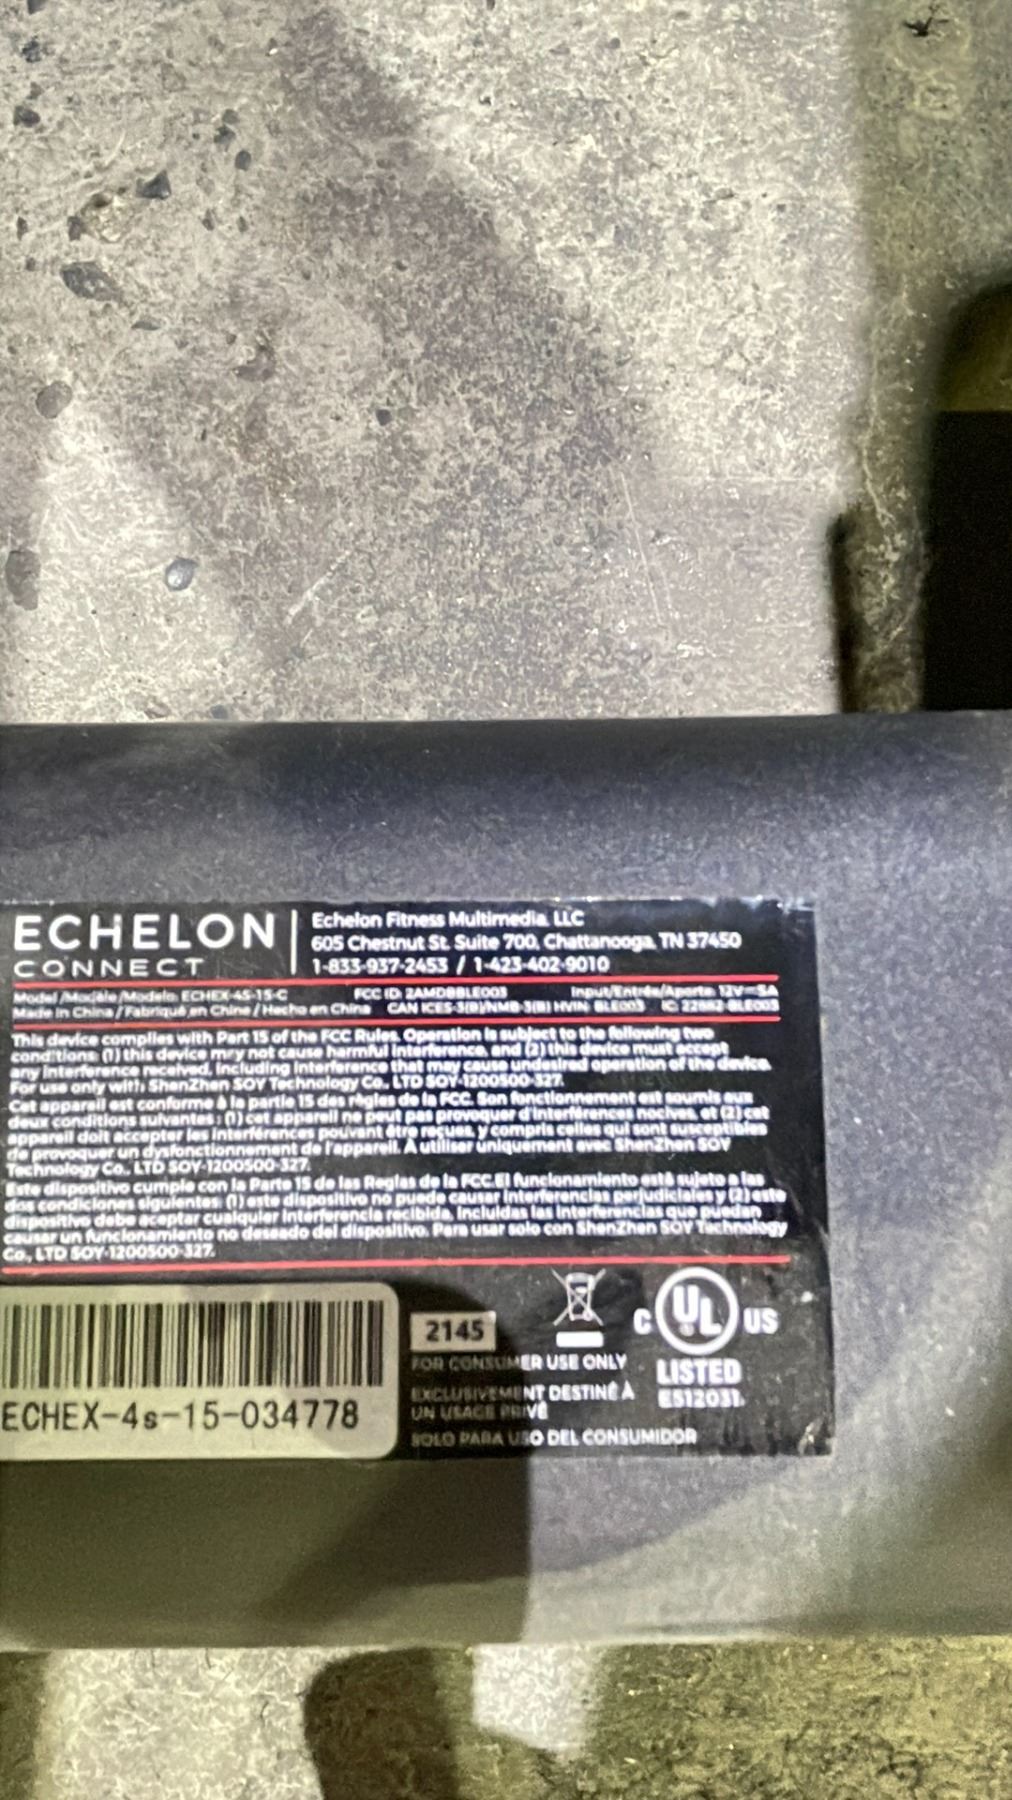 ECHELON
CONNECT
Echelon Fitness Multimedia, LLC
605 Chestnut St. Suite 700, Chattanooga, TN 37450
1-833-937-2453 / 1-423-402-9010
Model /Modèle /Modelo: ECHEX-4S-15-C FCC ID: 2AMDBBLE003 Input/Entrée/Aporte: 12V⎓5A
Made in China / Fabriqué en Chine / Hecho en China CAN ICES-3(B)/NMB-3(B) HVIN: BLE003 IC: 22882-BLE003
This device complies with Part 15 of the FCC Rules. Operation is subject to the following two
conditions: (1) this device may not cause harmful interference, and (2) this device must accept
any interference received, including interference that may cause undesired operation of the device.
For use only with ShenZhen SOY Technology Co., LTD SOY-1200500-327.
Cet appareil est conforme à la partie 15 des règles de la FCC. Son fonctionnement est soumis aux
deux conditions suivantes : (1) cet appareil ne peut pas provoquer d'interférences nocives, et (2) cet
appareil doit accepter les interférences pouvant être reçues, y compris celles qui sont susceptibles
de provoquer un dysfonctionnement de l'appareil. À utiliser uniquement avec ShenZhen SOY
Technology Co., LTD SOY-1200500-327.
Este dispositivo cumple con la Parte 15 de las Reglas de la FCC.El funcionamiento está sujeto a las
dos condiciones siguientes: (1) este dispositivo no puede causar interferencias perjudiciales y (2) este
dispositivo debe aceptar cualquier interferencia recibida, incluidas las interferencias que puedan
causar un funcionamiento no deseado del dispositivo. Para usar solo con ShenZhen SOY Technology
Co., LTD SOY-1200500-327.
ECHEX-4s-15-034778
2145
FOR CONSUMER USE ONLY
EXCLUSIVEMENT DESTINÉ À
UN USAGE PRIVÉ
SOLO PARA USO DEL CONSUMIDOR
C UL US
LISTED
E512031